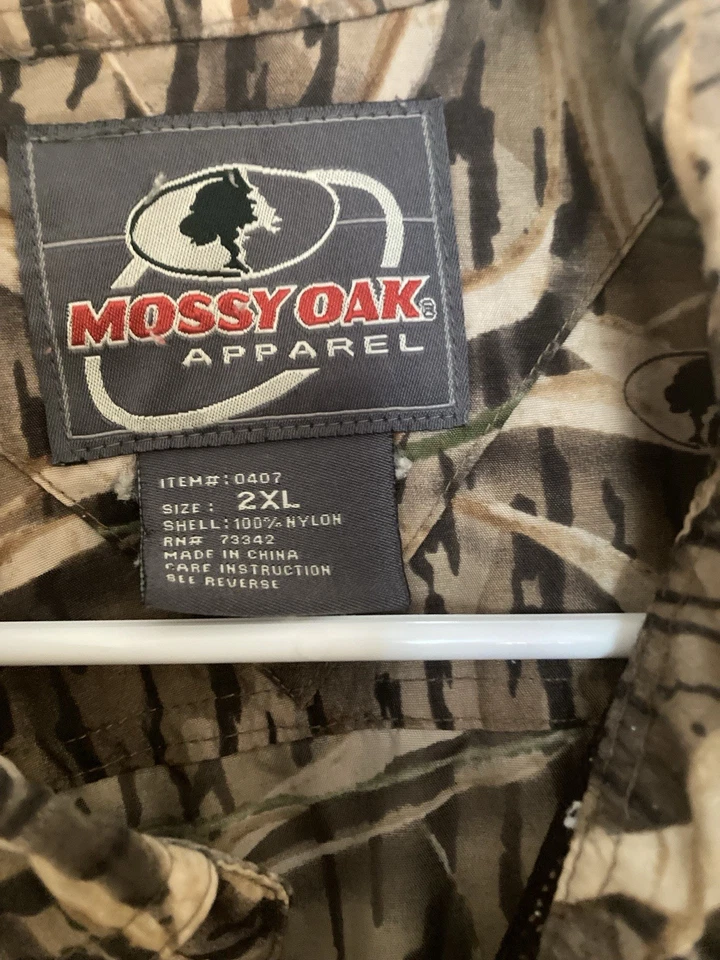 MOSSY OAK®
APPAREL
ITEM#:0407
SIZE: 2XL
SHELL:100% NYLON
RN# 73342
MADE IN CHINA
CARE INSTRUCTION
SEE REVERSE